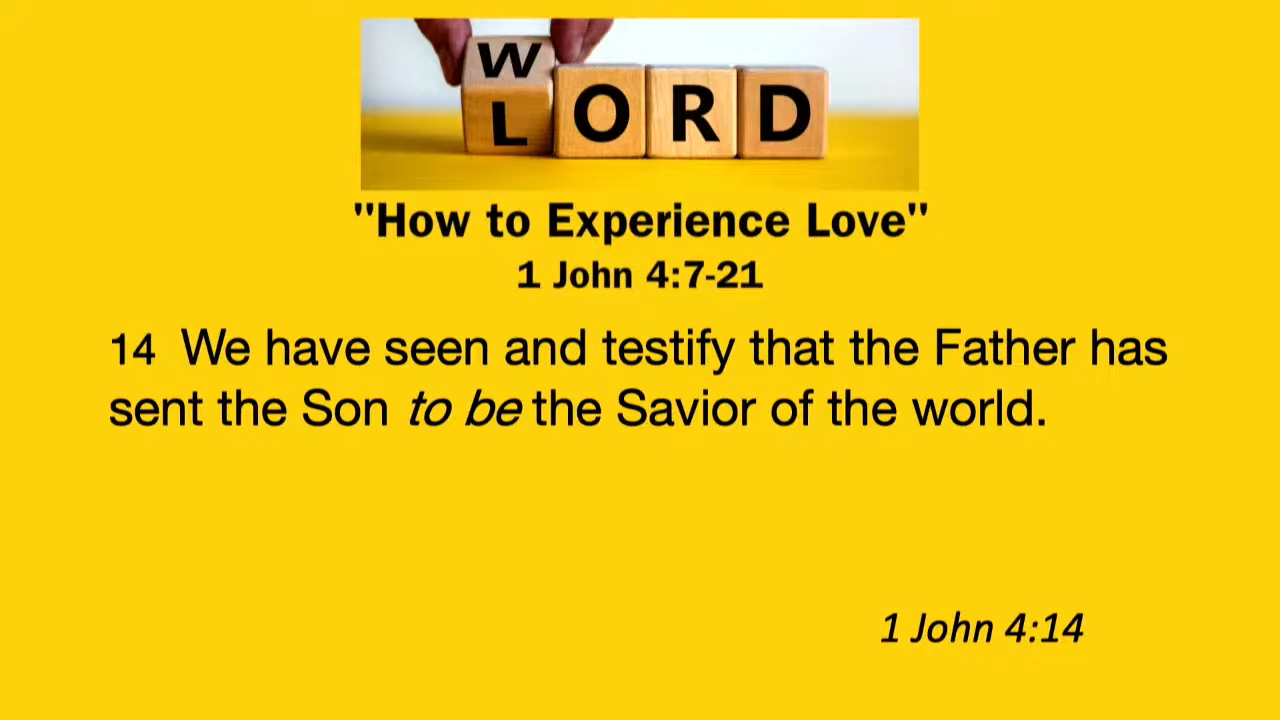 W
LORD
"How to Experience Love"
1 John 4:7-21
14 We have seen and testify that the Father has
sent the Son to be the Savior of the world.
1 John 4:14